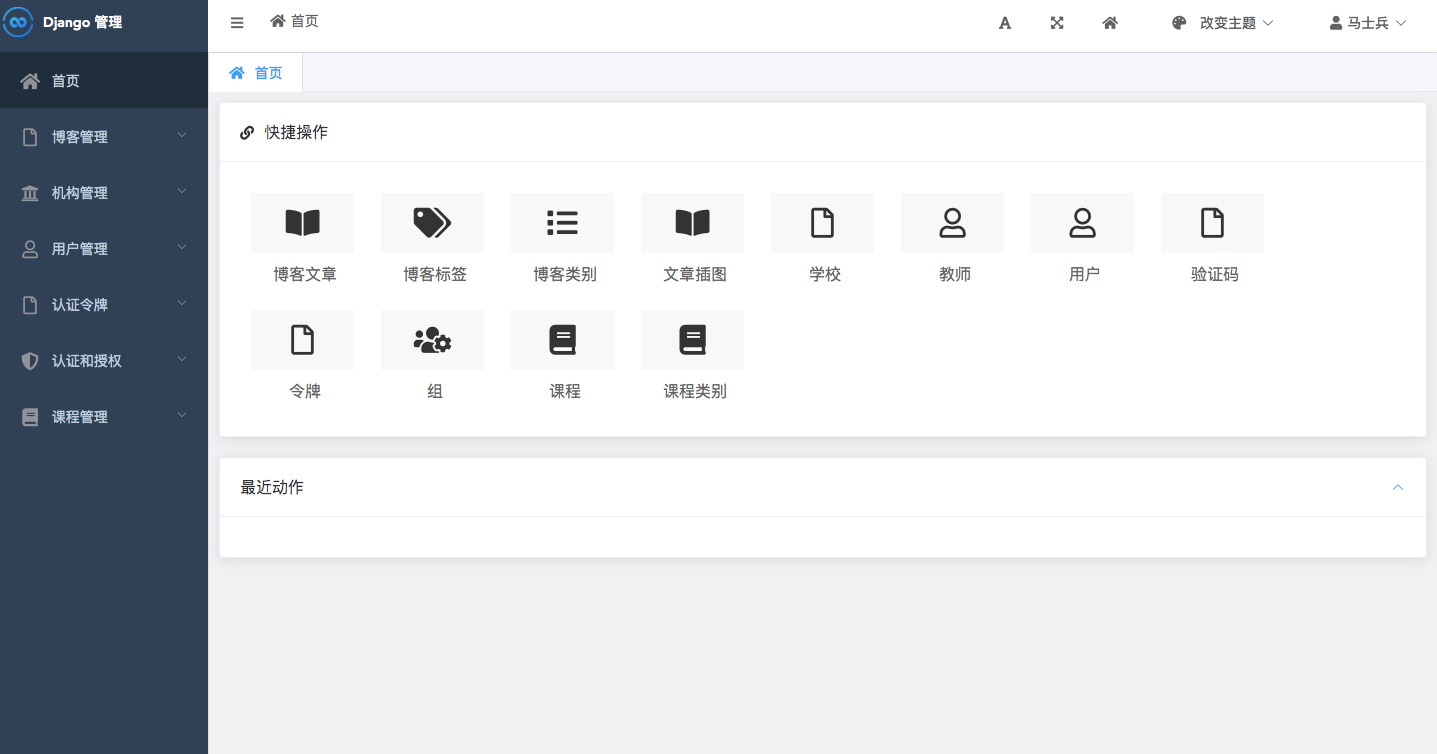 Django 管理
首页
博客管理
机构管理
用户管理
认证令牌
认证和授权
课程管理
首页
A
改变主题
马士兵
首页
快捷操作
博客文章
博客标签
博客类别
文章插图
学校
教师
用户
验证码
令牌
组
课程
课程类别
最近动作